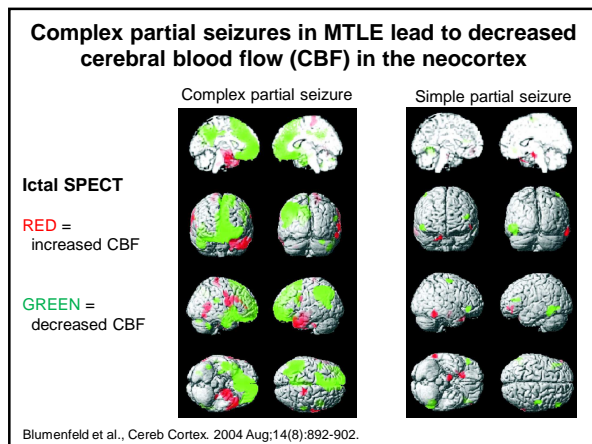 Complex partial seizures in MTLE lead to decreased
cerebral blood flow (CBF) in the neocortex
Complex partial seizure
Simple partial seizure
Ictal SPECT
RED =
increased CBF
GREEN =
decreased CBF
Blumenfeld et al., Cereb Cortex. 2004 Aug;14(8):892-902.